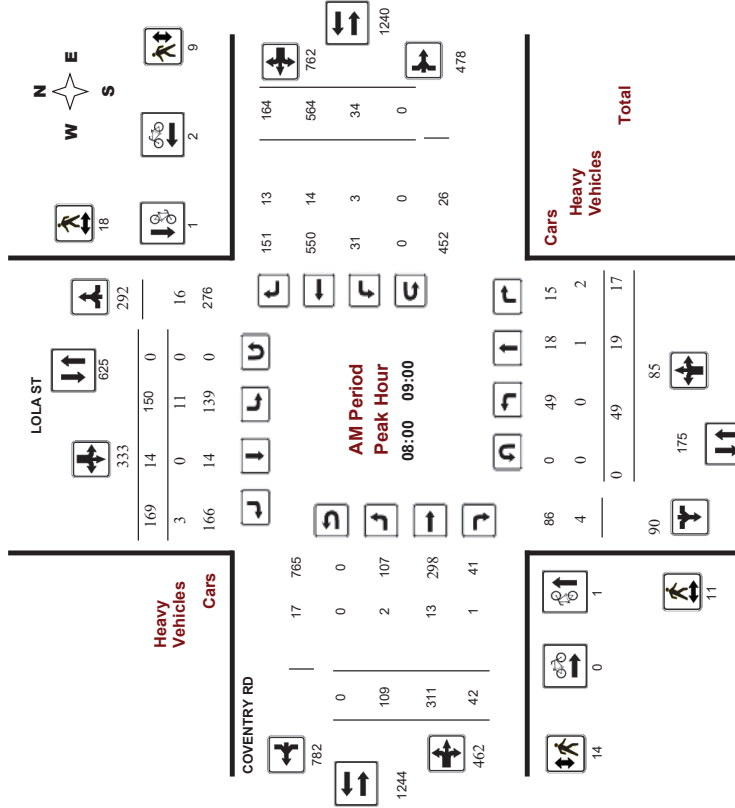 N
W E
S
1240
9
762
478
2
18
1
LOLA ST
625
292
333
16
276
169 14 150 0
3 0 11 0
166 14 139 0
151 13 164
550 14 564
31 3 34
0 0 0
452 26
AM Period
Peak Hour
08:00 09:00
Heavy
Vehicles
Cars
COVENTRY RD
782
17 765
0 0 0
109 2 107
311 13 298
42 1 41
1244
462
Cars
Heavy
Vehicles
Total
86 0 49 18 15
4 0 0 1 2
0 49 19 17
90
175
85
14
0
1
11